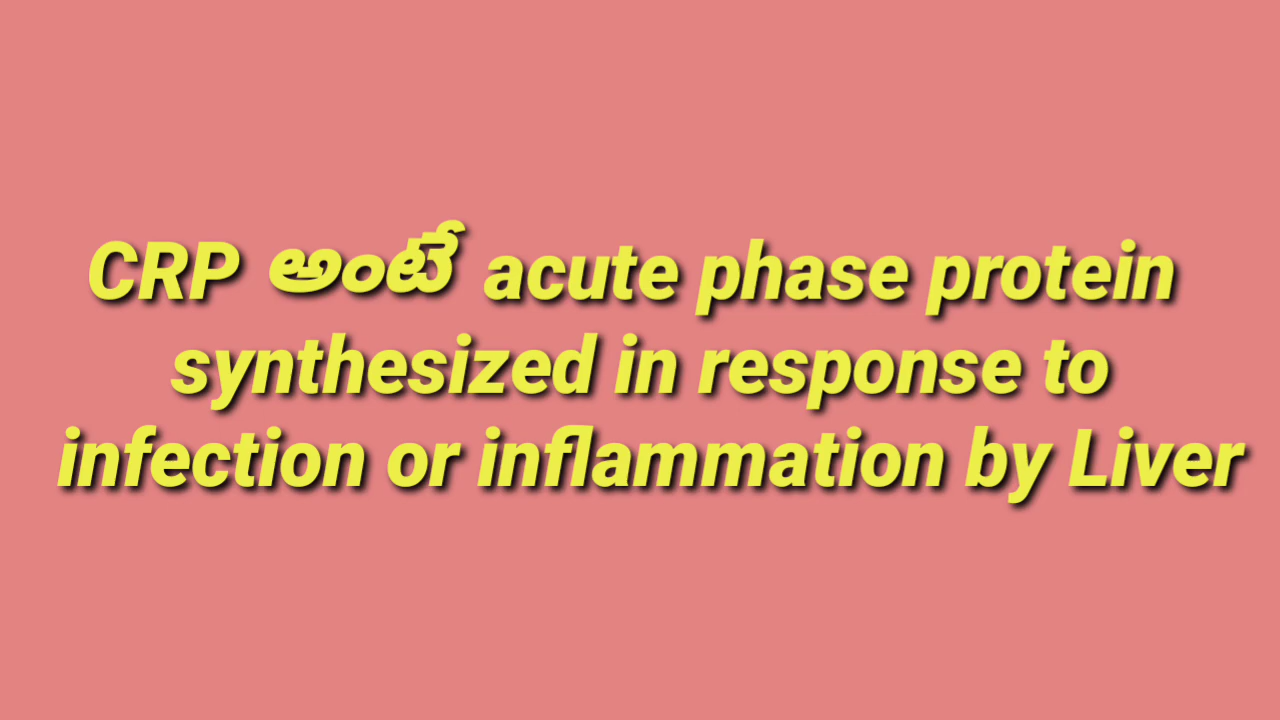 CRP అంటే acute phase protein
synthesized in response to
infection or inflammation by Liver